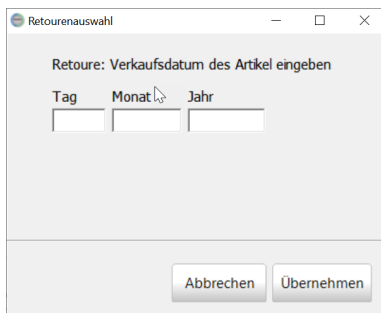 Retourenauswahl
Retoure: Verkaufsdatum des Artikel eingeben
Tag Monat Jahr
Abbrechen Übernehmen